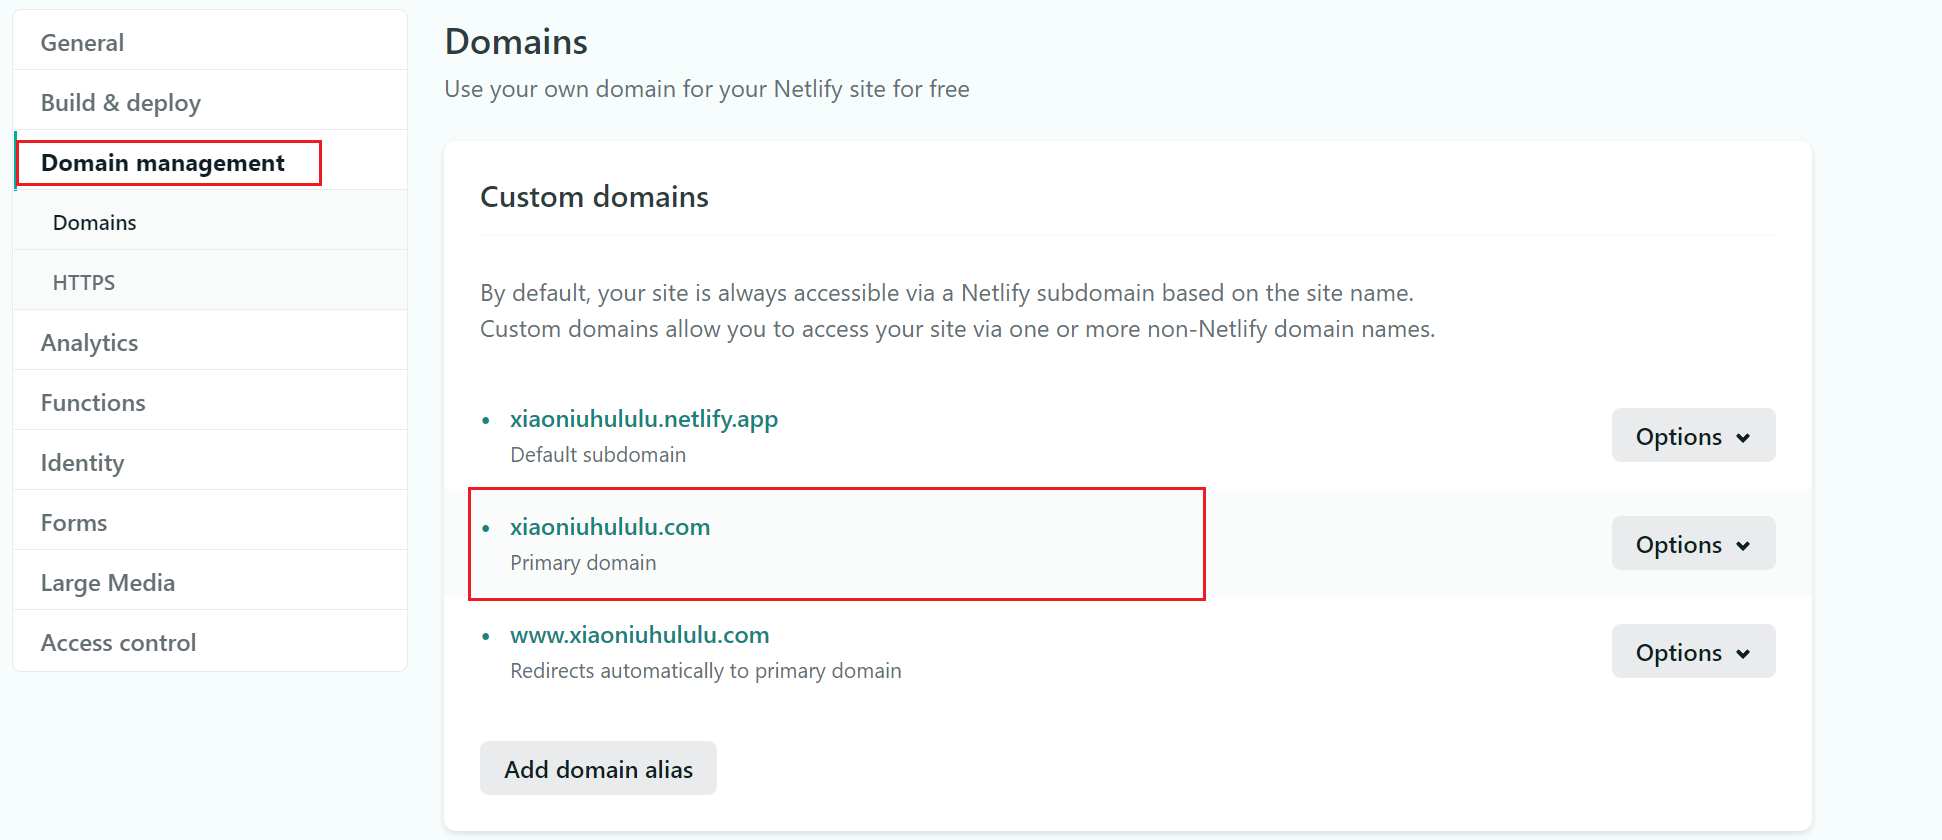 General
Build & deploy
Domain management
Domains
HTTPS
Analytics
Functions
Identity
Forms
Large Media
Access control
Domains
Use your own domain for your Netlify site for free
Custom domains
By default, your site is always accessible via a Netlify subdomain based on the site name.
Custom domains allow you to access your site via one or more non-Netlify domain names.
• xiaoniuhululu.netlify.app
Default subdomain
Options
• xiaoniuhululu.com
Primary domain
Options
• www.xiaoniuhululu.com
Redirects automatically to primary domain
Options
Add domain alias